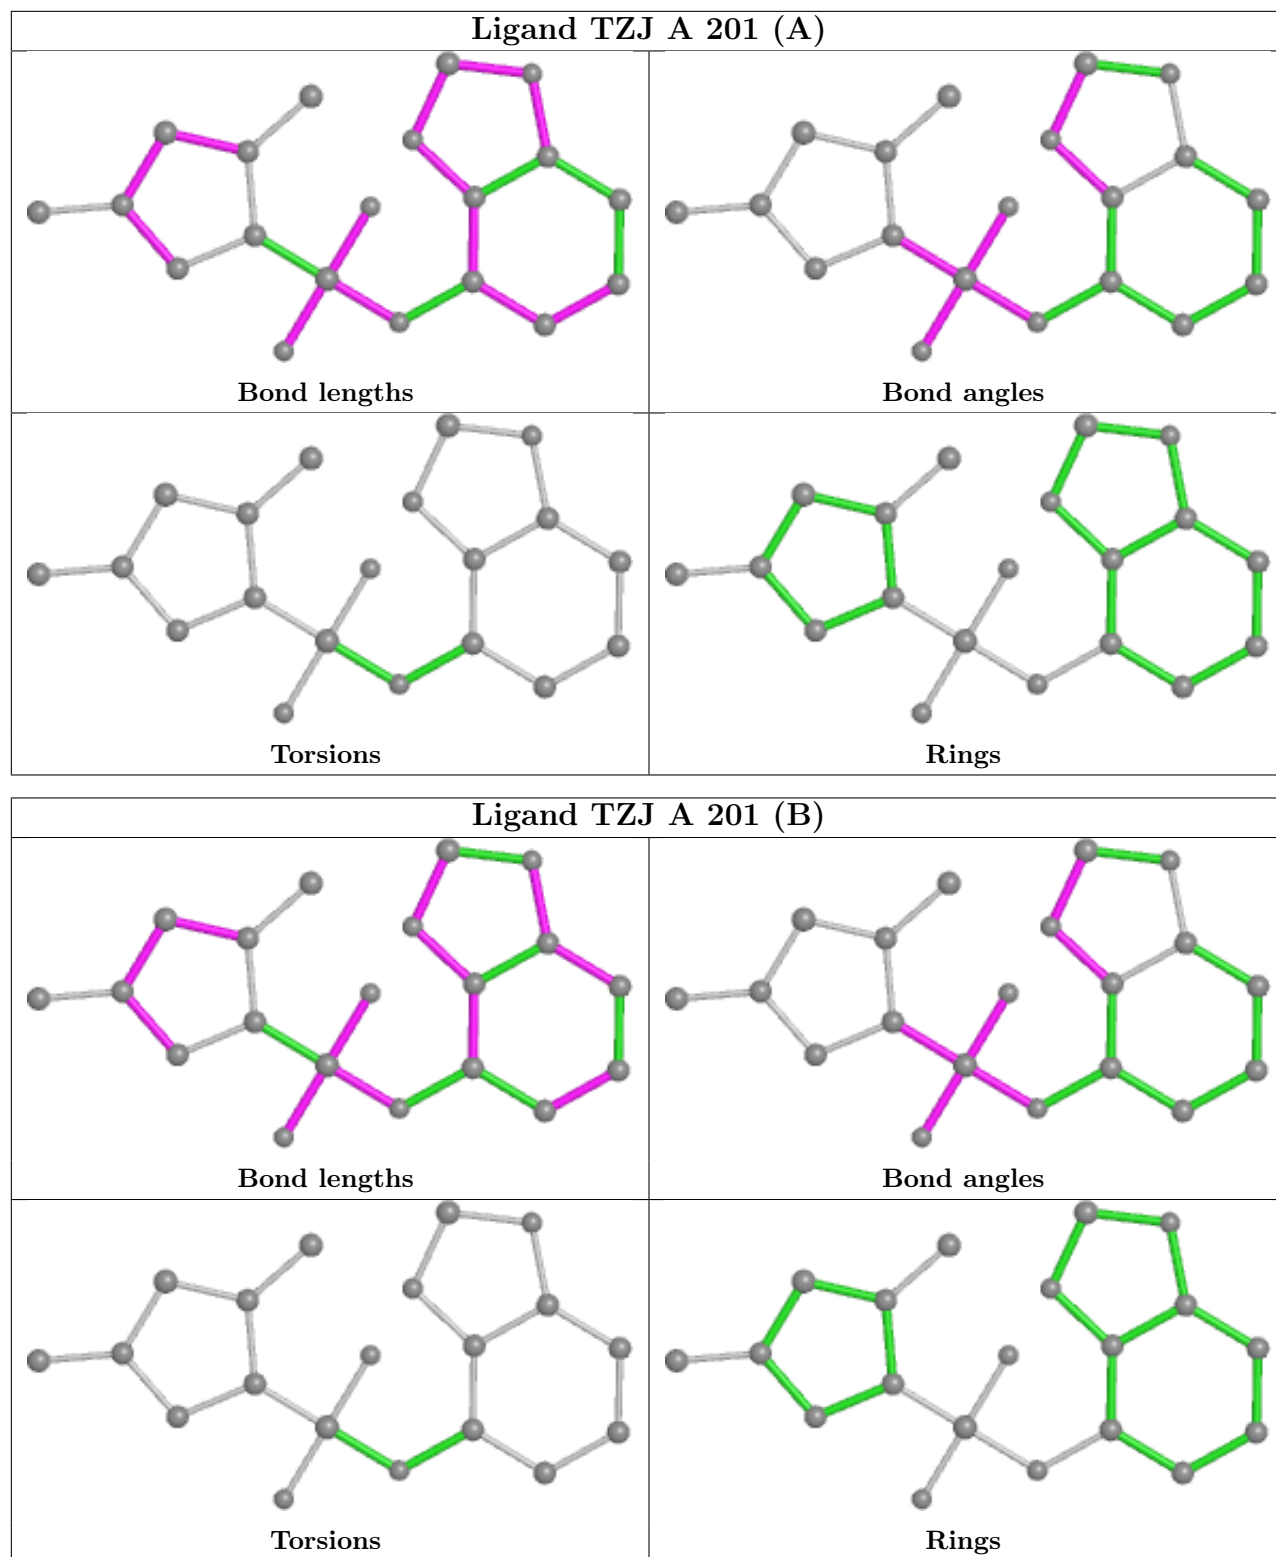 Ligand TZJ A 201 (A)
Bond lengths
Bond angles
Torsions
Rings
Ligand TZJ A 201 (B)
Bond lengths
Bond angles
Torsions
Rings